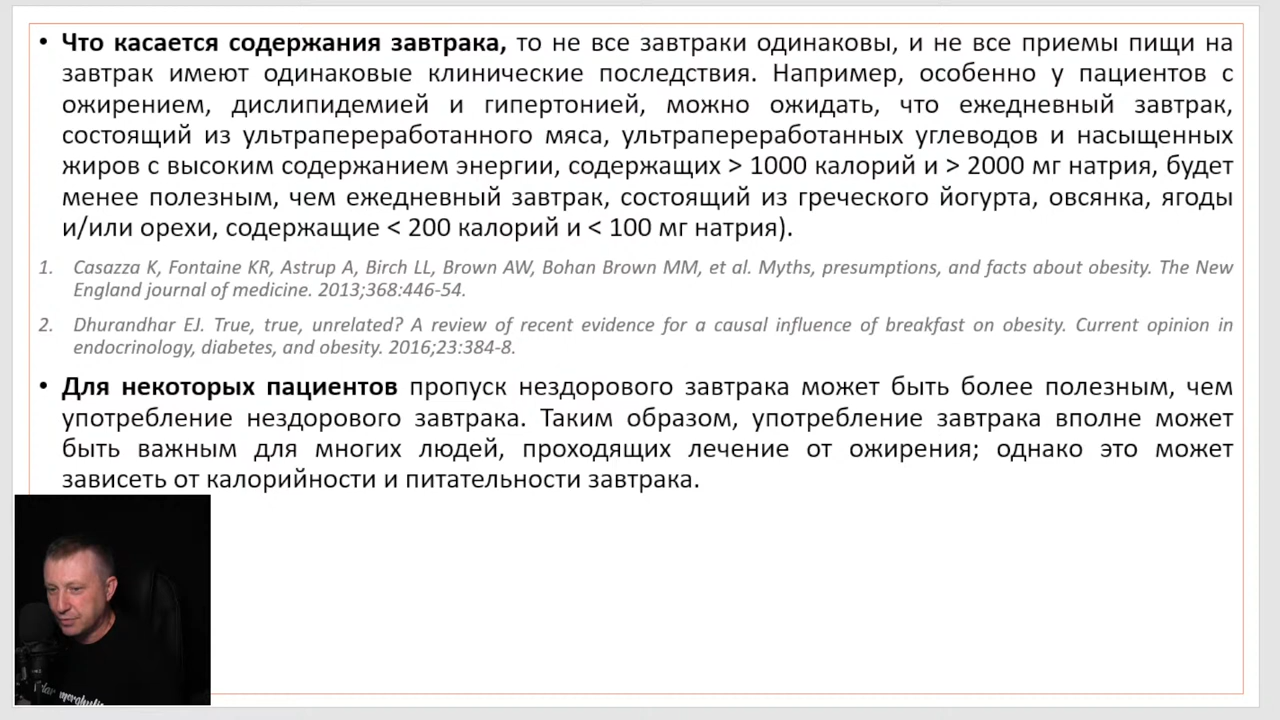 • Что касается содержания завтрака, то не все завтраки одинаковы, и не все приемы пищи на
завтрак имеют одинаковые клинические последствия. Например, особенно у пациентов с
ожирением, дислипидемией и гипертонией, можно ожидать, что ежедневный завтрак,
состоящий из ультрапереработанного мяса, ультрапереработанных углеводов и насыщенных
жиров с высоким содержанием энергии, содержащих > 1000 калорий и > 2000 мг натрия, будет
менее полезным, чем ежедневный завтрак, состоящий из греческого йогурта, овсянка, ягоды
и/или орехи, содержащие < 200 калорий и < 100 мг натрия).
1. Casazza K, Fontaine KR, Astrup A, Birch LL, Brown AW, Bohan Brown MM, et al. Myths, presumptions, and facts about obesity. The New
England journal of medicine. 2013;368:446-54.
2. Dhurandhar EJ. True, true, unrelated? A review of recent evidence for a causal influence of breakfast on obesity. Current opinion in
endocrinology, diabetes, and obesity. 2016;23:384-8.
• Для некоторых пациентов пропуск нездорового завтрака может быть более полезным, чем
употребление нездорового завтрака. Таким образом, употребление завтрака вполне может
быть важным для многих людей, проходящих лечение от ожирения; однако это может
зависеть от калорийности и питательности завтрака.